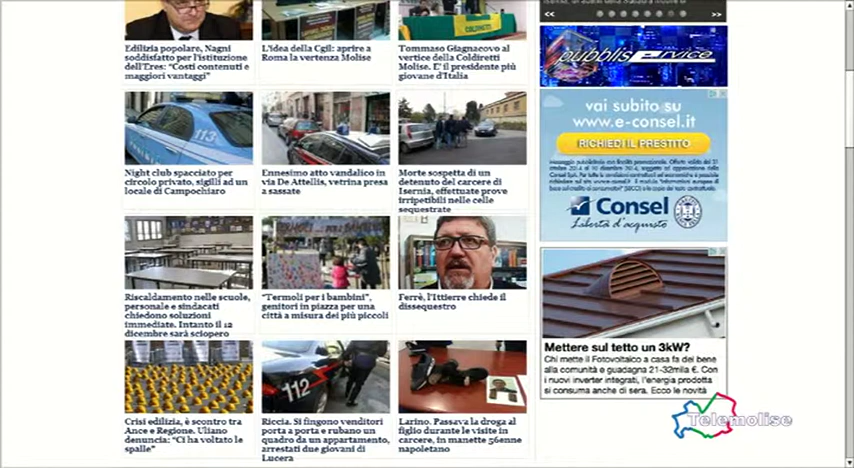 <<
>>
Edilizia popolare, Nagni
soddisfatto per l'istituzione
dell'Eres: “Costi contenuti e
maggiori vantaggi”
L'idea della Cgil: aprire a
Roma la vertenza Molise
Tommaso Giagnacovo al
vertice della Coldiretti
Molise. E' il presidente più
giovane d'Italia
COLDIRETTI
113
Night club spacciato per
circolo privato, sigilli ad un
locale di Campochiaro
Ennesimo atto vandalico in
via De Attellis, vetrina presa
a sassate
Morte sospetta di un
detenuto del carcere di
Isernia, effettuate prove
irripetibili nelle celle
sequestrate
Riscaldamento nelle scuole,
personale e sindacati
chiedono soluzioni
immediate. Intanto il 12
dicembre sarà sciopero
“Termoli per i bambini”,
genitori in piazza per una
città a misura dei più piccoli
Ferrè, l'Ittierre chiede il
dissequestro
Crisi edilizia, è scontro tra
Ance e Regione. Uliano
denuncia: “Ci ha voltato le
spalle”
112
Riccia. Si fingono venditori
porta a porta e rubano un
quadro da un appartamento,
arrestati due giovani di
Lucera
Larino. Passava la droga al
figlio durante le visite in
carcere, in manette 56enne
napoletano
pubbliservice
vai subito su
www.e-consel.it
RICHIEDI IL PRESTITO
Consel
Libertà d'acquisto
Mettere sul tetto un 3kW?
Chi mette il Fotovoltaico a casa fa del bene
alla comunità e guadagna 21-32mila €. Con
i nuovi inverter integrati, l'energia prodotta
si consuma anche di sera. Ecco le novità
Telemolise